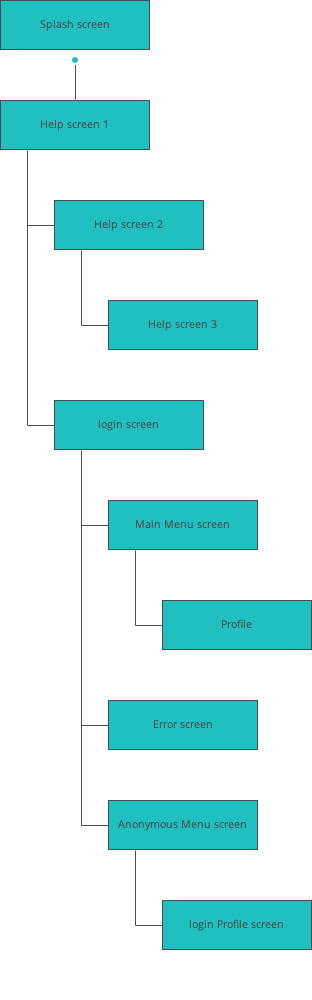 Splash screen
Help screen 1
Help screen 2
Help screen 3
login screen
Main Menu screen
Profile
Error screen
Anonymous Menu screen
login Profile screen